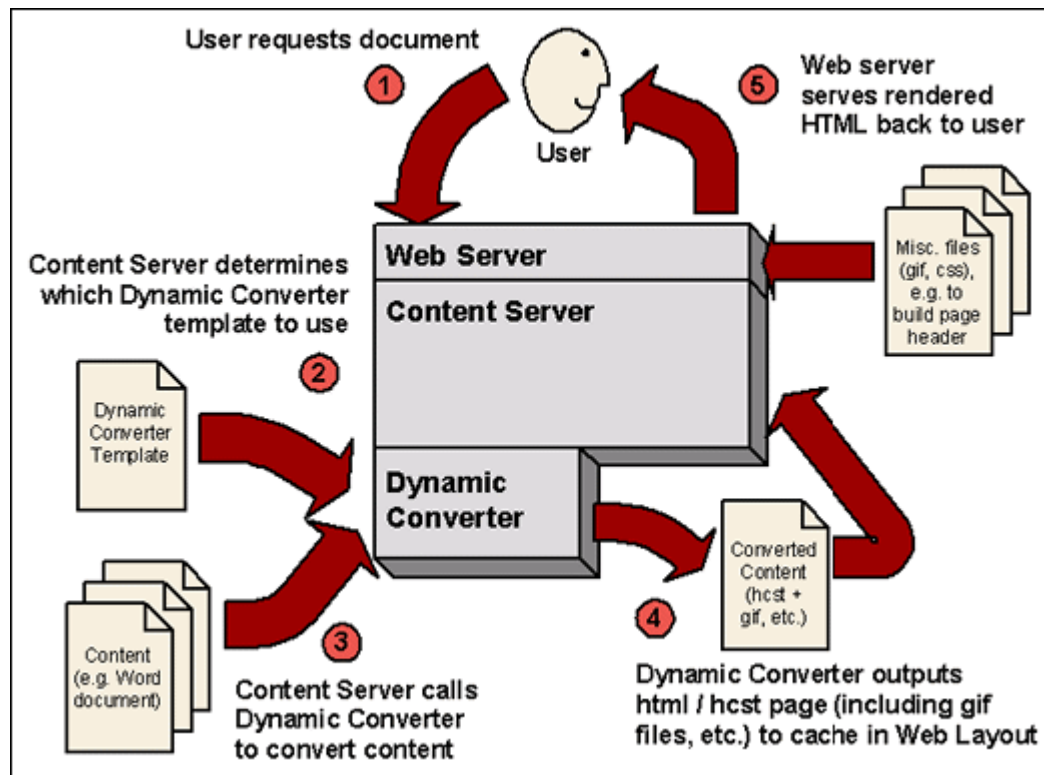 User requests document
1
User
5
Web server
serves rendered
HTML back to user
Web Server
Misc. files
(gif, css),
e.g. to
build page
header
Content Server determines
which Dynamic Converter
template to use
2
Content Server
Dynamic
Converter
Template
Dynamic
Converter
Converted
Content
(hcst +
gif, etc.)
Content
(e.g. Word
document)
3
Content Server calls
Dynamic Converter
to convert content
4
Dynamic Converter outputs
html / hcst page (including gif
files, etc.) to cache in Web Layout